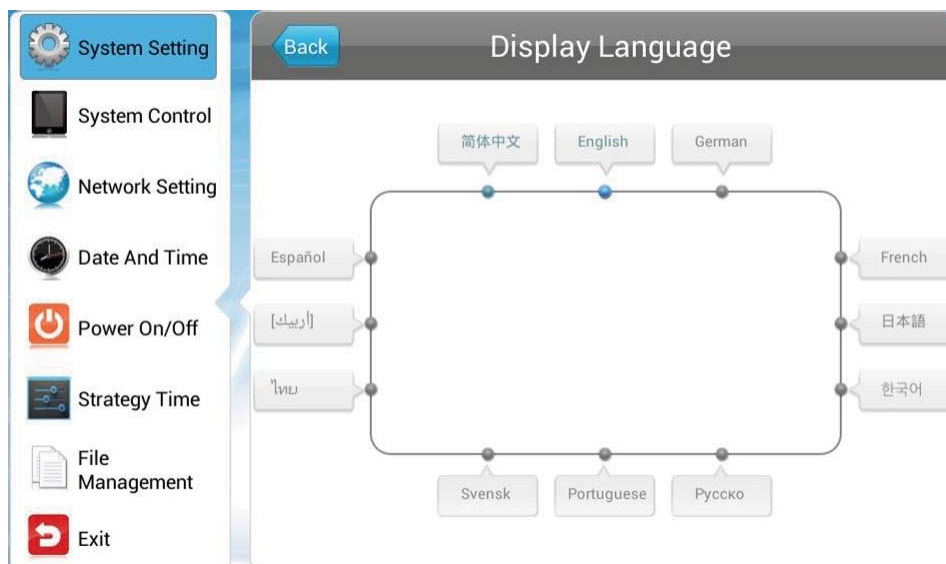 System Setting
System Control
Network Setting
Date And Time
Power On/Off
Strategy Time
File
Management
Exit
Back
Display Language
简体中文
English
German
Español
French
[أربيك]
日本語
ไทย
한국어
Svensk
Portuguese
Русско